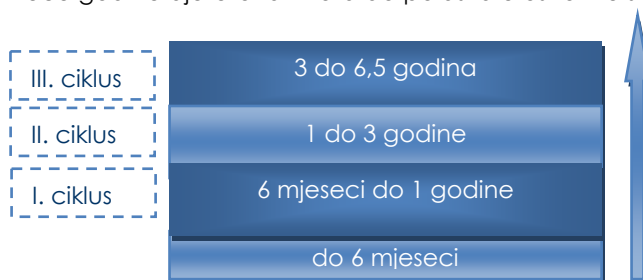 III. ciklus
3 do 6,5 godina
II. ciklus
1 do 3 godine
I. ciklus
6 mjeseci do 1 godine
do 6 mjeseci